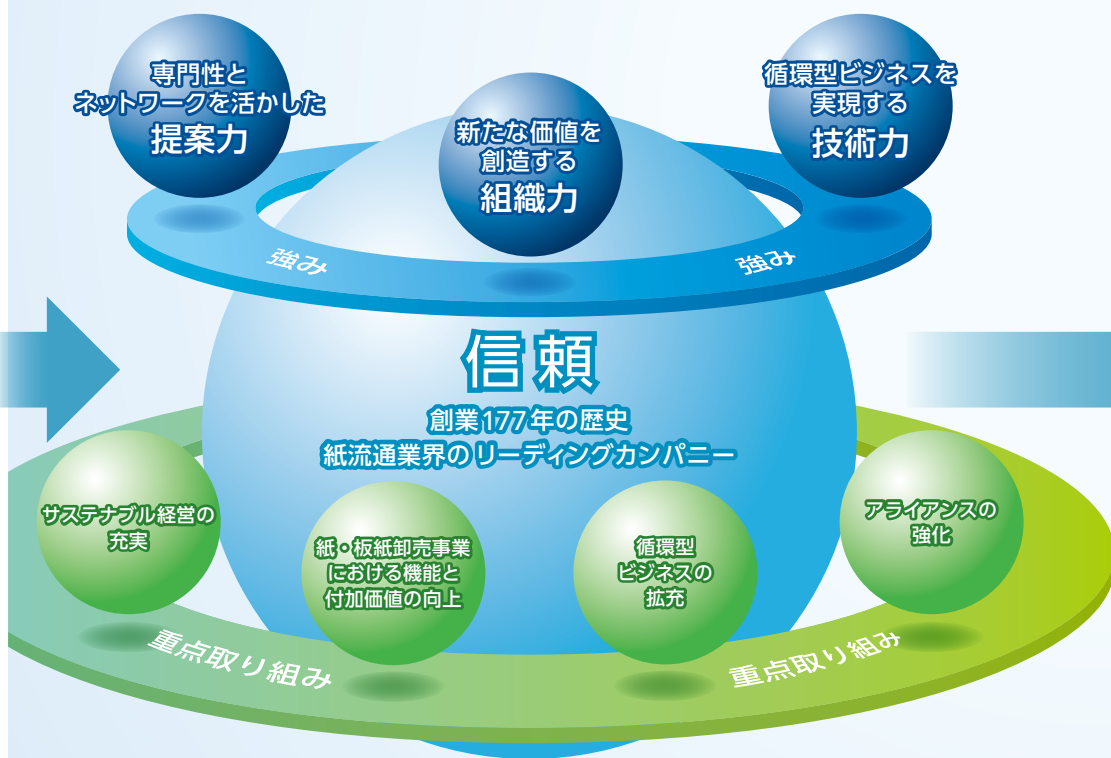 専門性と
ネットワークを活かした
提案力
新たな価値を
創造する
組織力
循環型ビジネスを
実現する
技術力
強み
強み
信頼
創業177年の歴史
紙流通業界のリーディングカンパニー
サステナブル経営の
充実
紙・板紙卸売事業
における機能と
付加価値の向上
循環型
ビジネスの
拡充
アライアンスの
強化
重点取り組み
重点取り組み